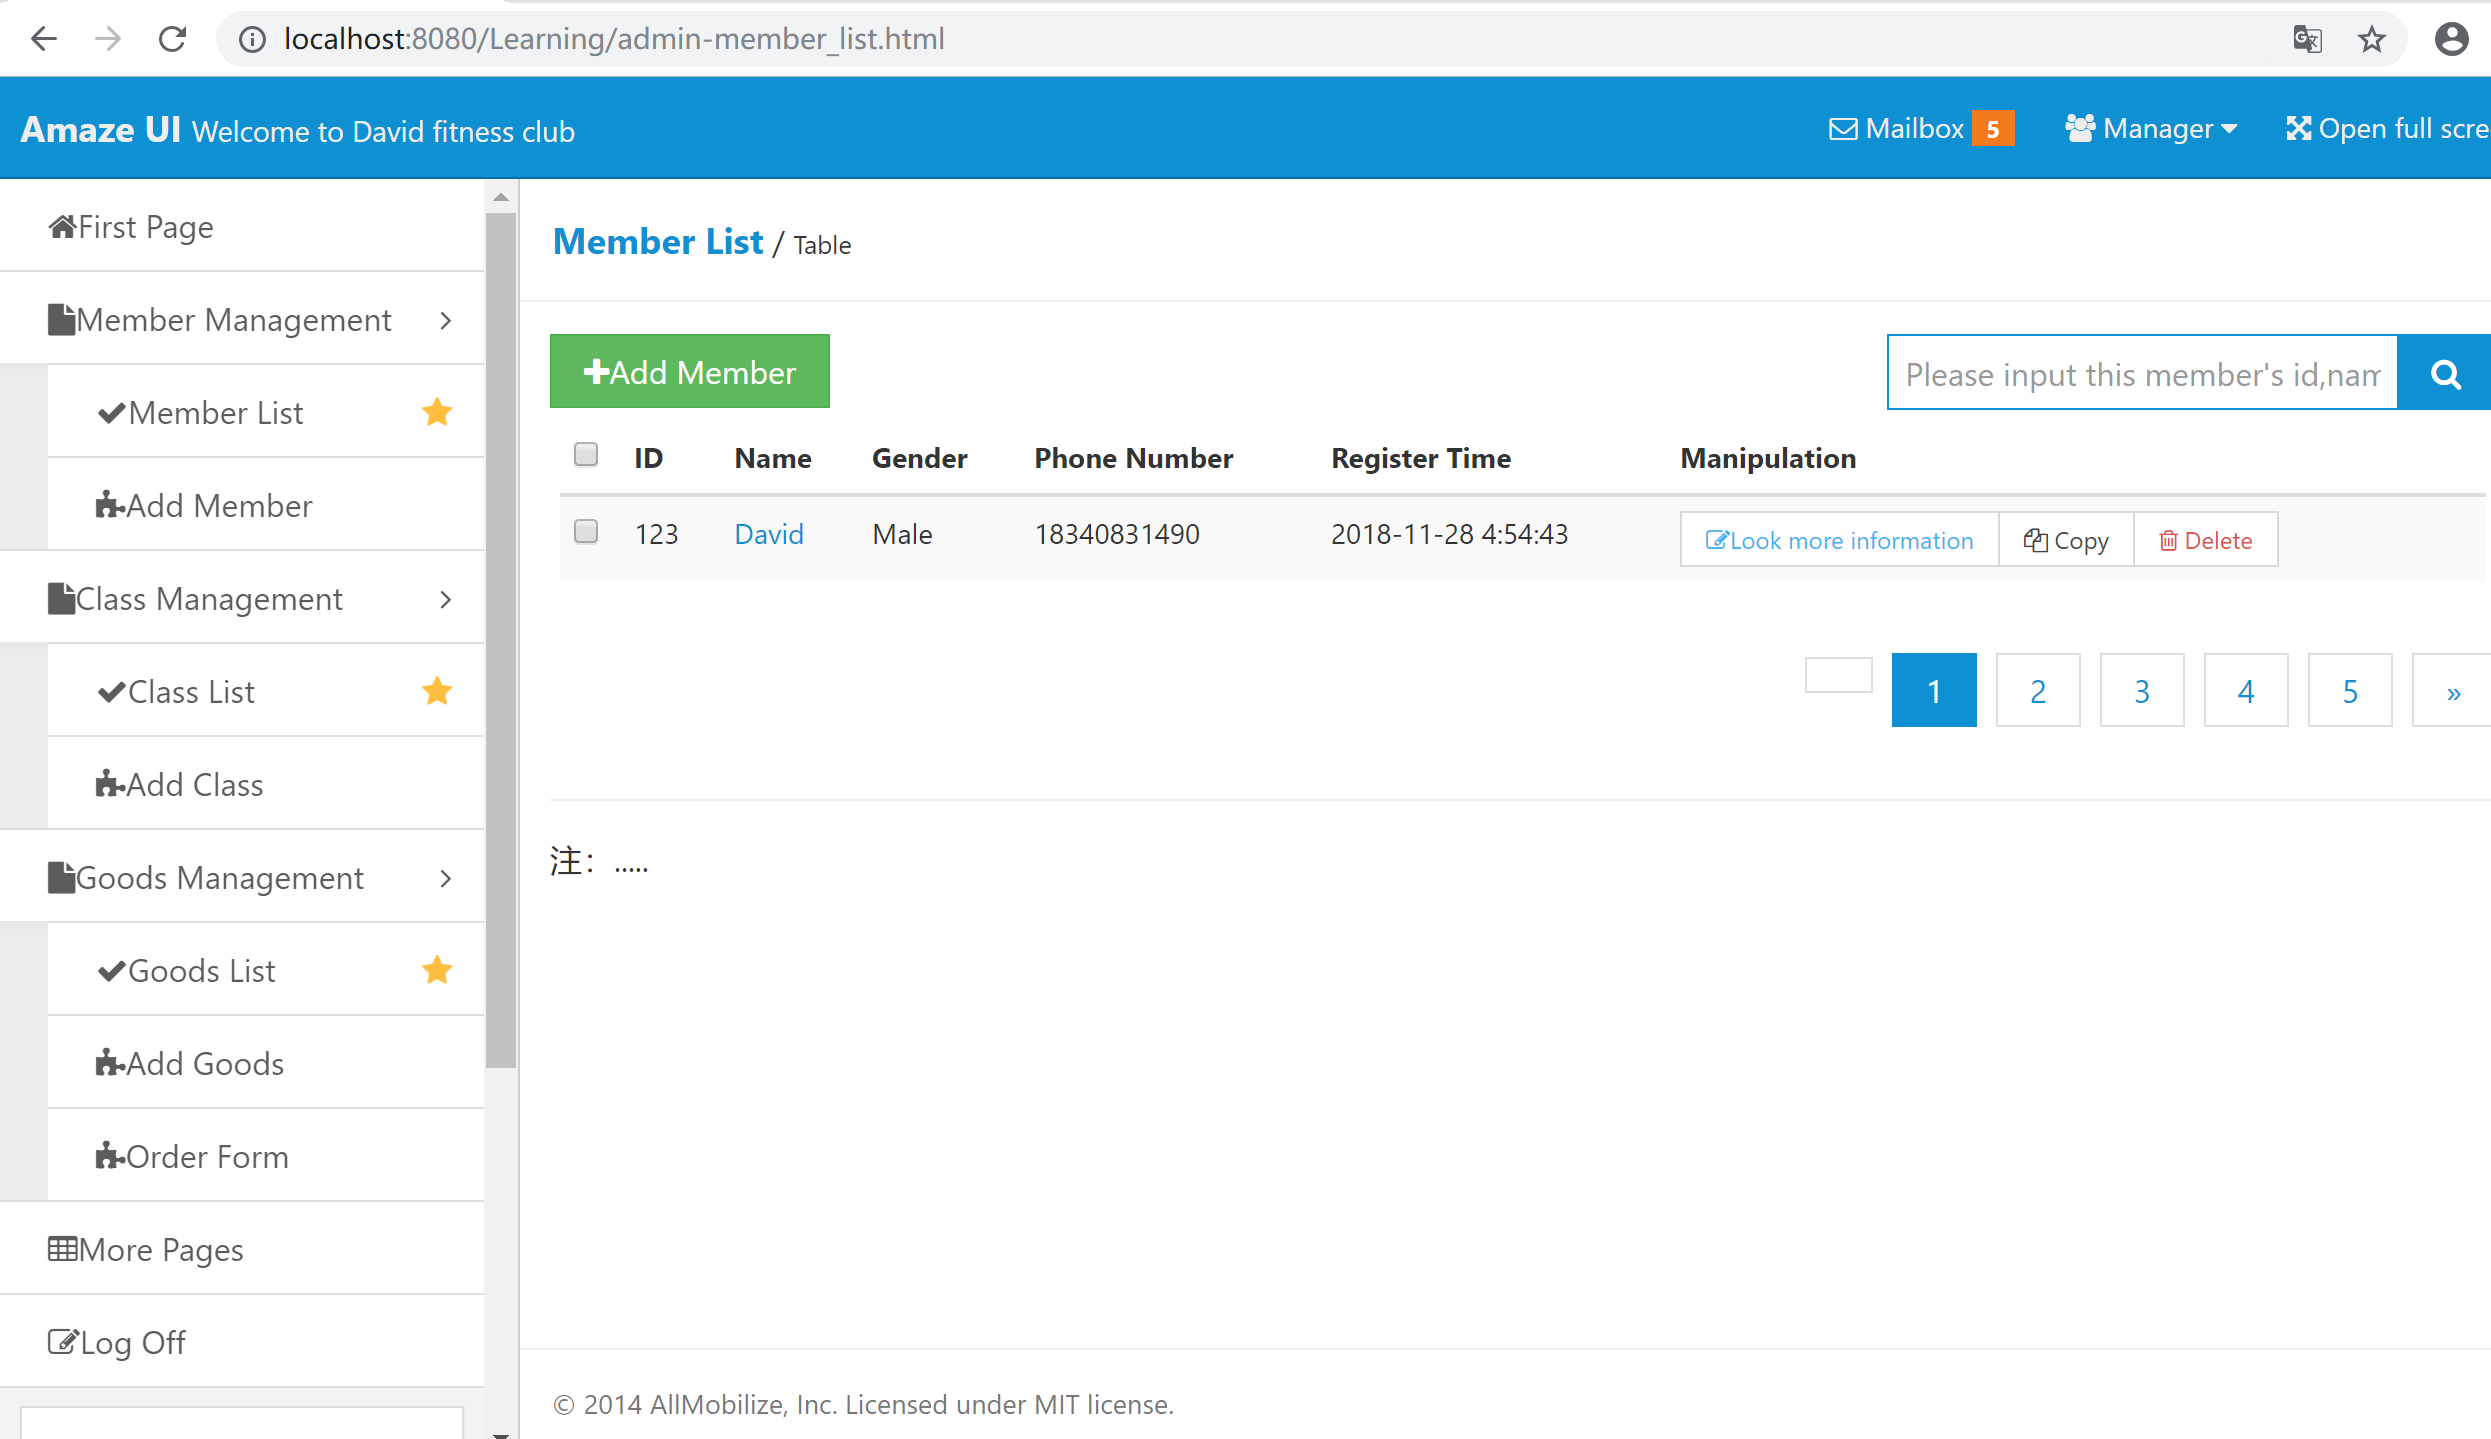 localhost:8080/Learning/admin-member_list.html
Amaze UI Welcome to David fitness club
Mailbox 5
Manager
Open full scre
First Page
Member Management
Member List
Add Member
Class Management
Class List
Add Class
Goods Management
Goods List
Add Goods
Order Form
More Pages
Log Off
Member List / Table
Add Member
Please input this member's id,nam
ID Name Gender Phone Number Register Time Manipulation
123 David Male 18340831490 2018-11-28 4:54:43 Look more information Copy Delete
1 2 3 4 5 »
注：.....
© 2014 AllMobilize, Inc. Licensed under MIT license.